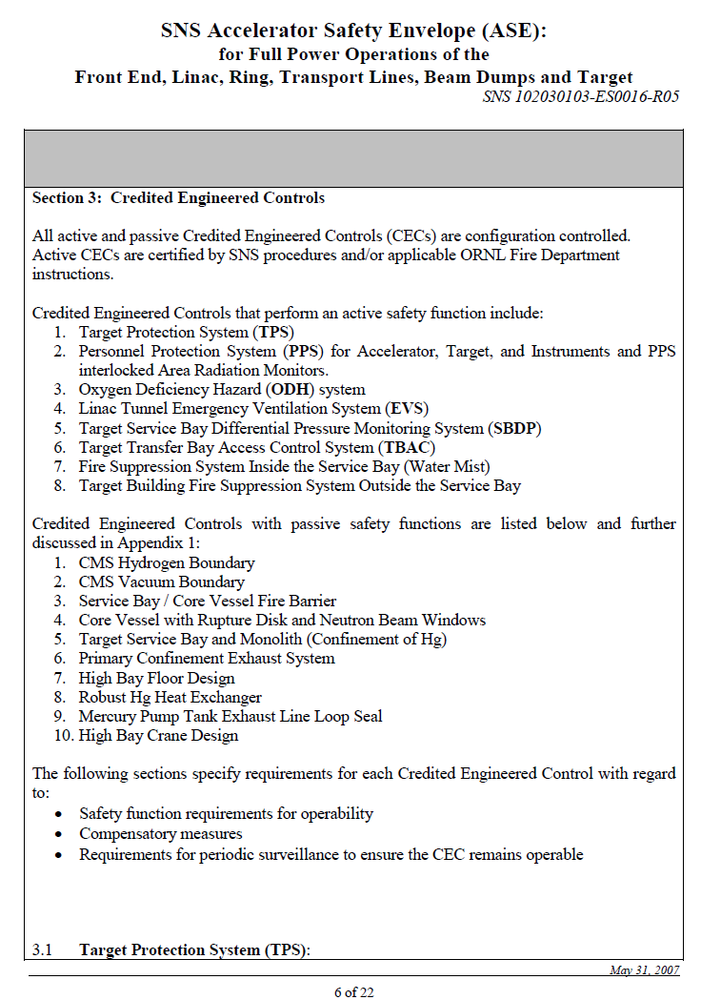 SNS Accelerator Safety Envelope (ASE):
for Full Power Operations of the
Front End, Linac, Ring, Transport Lines, Beam Dumps and Target
SNS 102030103-ES0016-R05
Section 3: Credited Engineered Controls
All active and passive Credited Engineered Controls (CECs) are configuration controlled.
Active CECs are certified by SNS procedures and/or applicable ORNL Fire Department
instructions.
Credited Engineered Controls that perform an active safety function include:
1. Target Protection System (TPS)
2. Personnel Protection System (PPS) for Accelerator, Target, and Instruments and PPS
interlocked Area Radiation Monitors.
3. Oxygen Deficiency Hazard (ODH) system
4. Linac Tunnel Emergency Ventilation System (EVS)
5. Target Service Bay Differential Pressure Monitoring System (SBDP)
6. Target Transfer Bay Access Control System (TBAC)
7. Fire Suppression System Inside the Service Bay (Water Mist)
8. Target Building Fire Suppression System Outside the Service Bay
Credited Engineered Controls with passive safety functions are listed below and further
discussed in Appendix 1:
1. CMS Hydrogen Boundary
2. CMS Vacuum Boundary
3. Service Bay / Core Vessel Fire Barrier
4. Core Vessel with Rupture Disk and Neutron Beam Windows
5. Target Service Bay and Monolith (Confinement of Hg)
6. Primary Confinement Exhaust System
7. High Bay Floor Design
8. Robust Hg Heat Exchanger
9. Mercury Pump Tank Exhaust Line Loop Seal
10. High Bay Crane Design
The following sections specify requirements for each Credited Engineered Control with regard
to:
• Safety function requirements for operability
• Compensatory measures
• Requirements for periodic surveillance to ensure the CEC remains operable
3.1 Target Protection System (TPS):
May 31, 2007
6 of 22